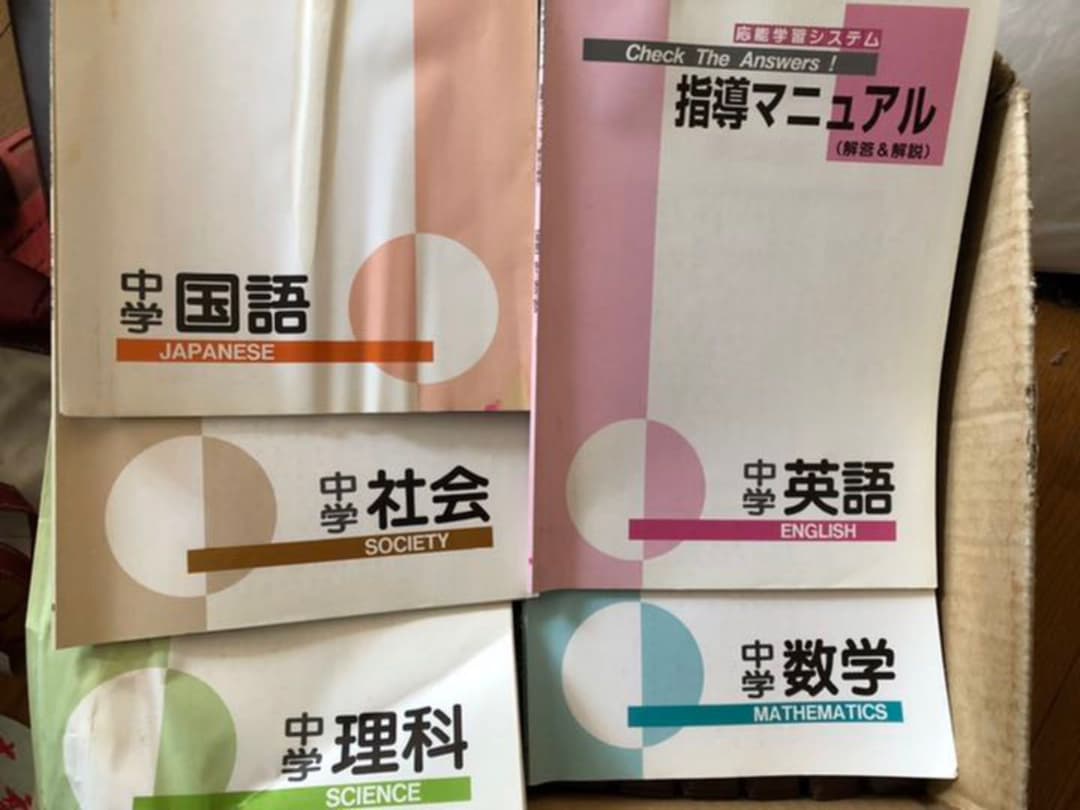 中学 国語
JAPANESE
中学 社会
SOCIETY
中学 理科
SCIENCE
応能学習システム
Check The Answers !
指導マニュアル
(解答&解説)
中学 英語
ENGLISH
中学 数学
MATHEMATICS